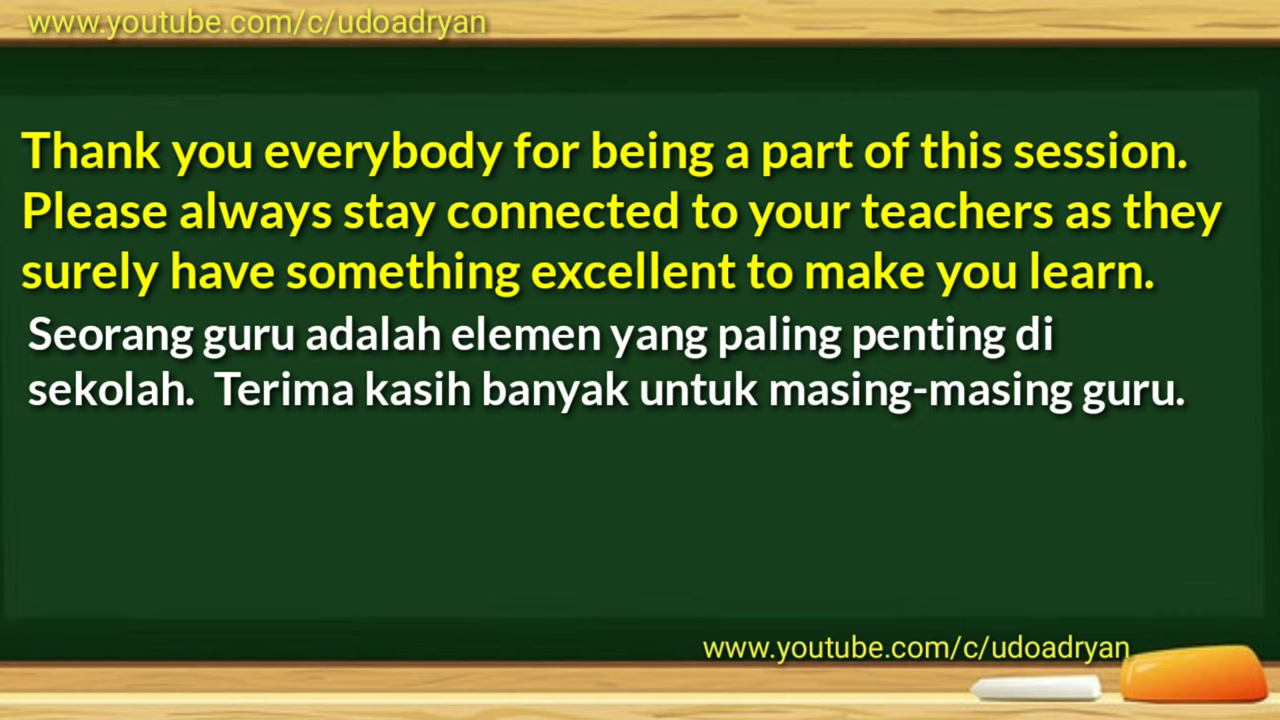 www.youtube.com/c/udoadryan
Thank you everybody for being a part of this session.
Please always stay connected to your teachers as they
surely have something excellent to make you learn.
Seorang guru adalah elemen yang paling penting di
sekolah.  Terima kasih banyak untuk masing-masing guru.
www.youtube.com/c/udoadryan